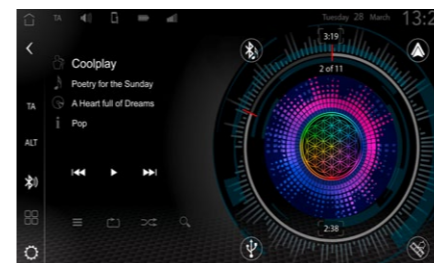 TA
Tuesday 28 March 13:2
3:19
Coolplay
2 of 11
Poetry for the Sunday
TA
A Heart full of Dreams
Pop
ALT
2:38